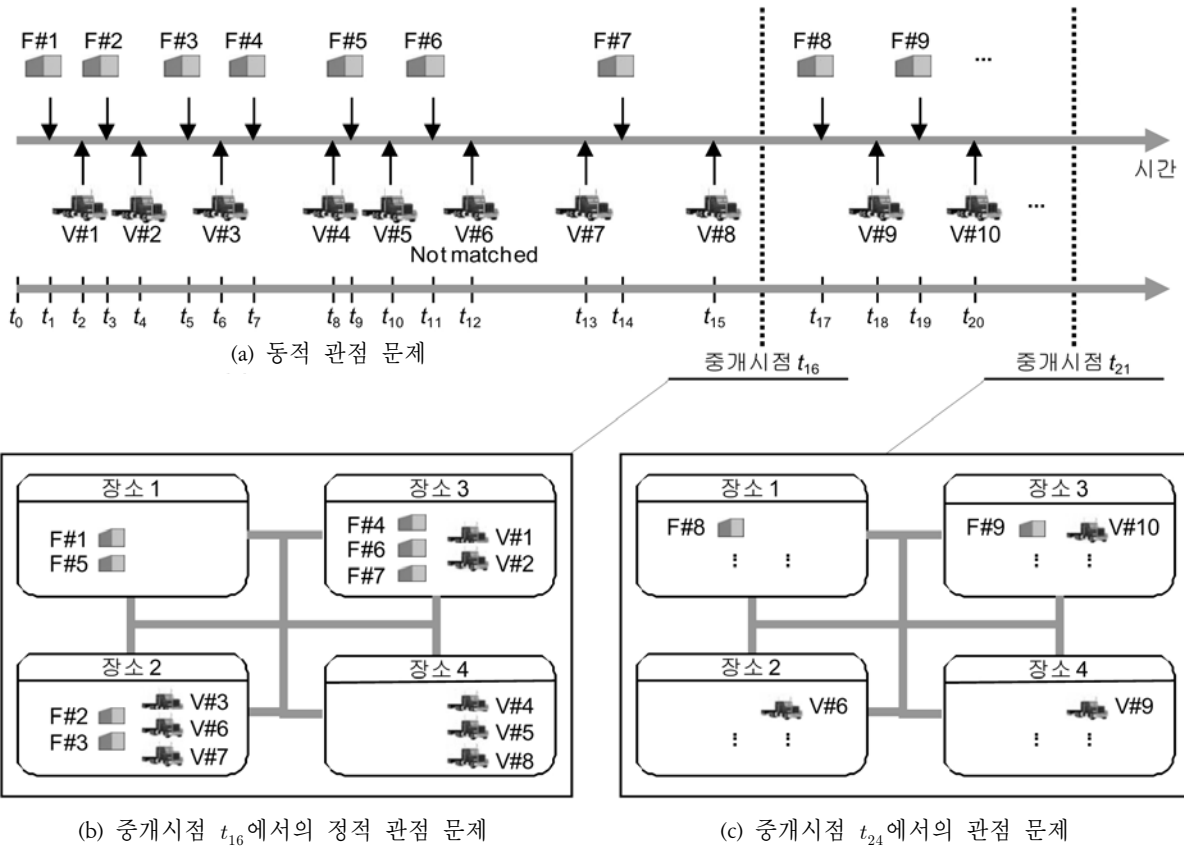 F#1 F#2 F#3 F#4 F#5 F#6 F#7 F#8 F#9 ...
시간
V#1 V#2 V#3 V#4 V#5 V#6 V#7 V#8 V#9 V#10 ...
Not matched
t0 t1 t2 t3 t4 t5 t6 t7 t8 t9 t10 t11 t12 t13 t14 t15 t17 t18 t19 t20
(a) 동적 관점 문제
중개시점 t16
중개시점 t21
장소 1
F#1
F#5
장소 3
F#4
F#6
F#7
V#1
V#2
장소 2
F#2
F#3
V#3
V#6
V#7
장소 4
V#4
V#5
V#8
장소 1
F#8
장소 3
F#9
V#10
장소 2
V#6
장소 4
V#9
(b) 중개시점 t16에서의 정적 관점 문제
(c) 중개시점 t24에서의 관점 문제